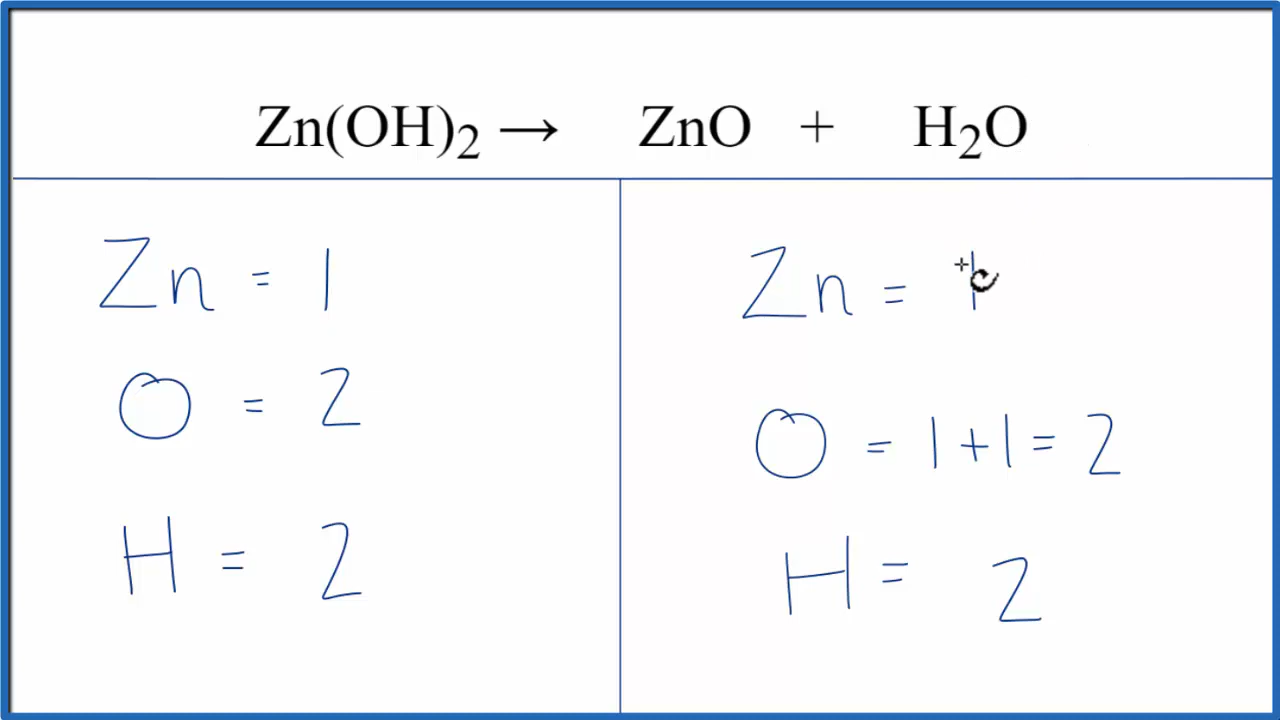 Zn(OH)₂ → ZnO + H₂O
Zn = 1
O = 2
H = 2
Zn = 1
O = 1 + 1 = 2
H = 2